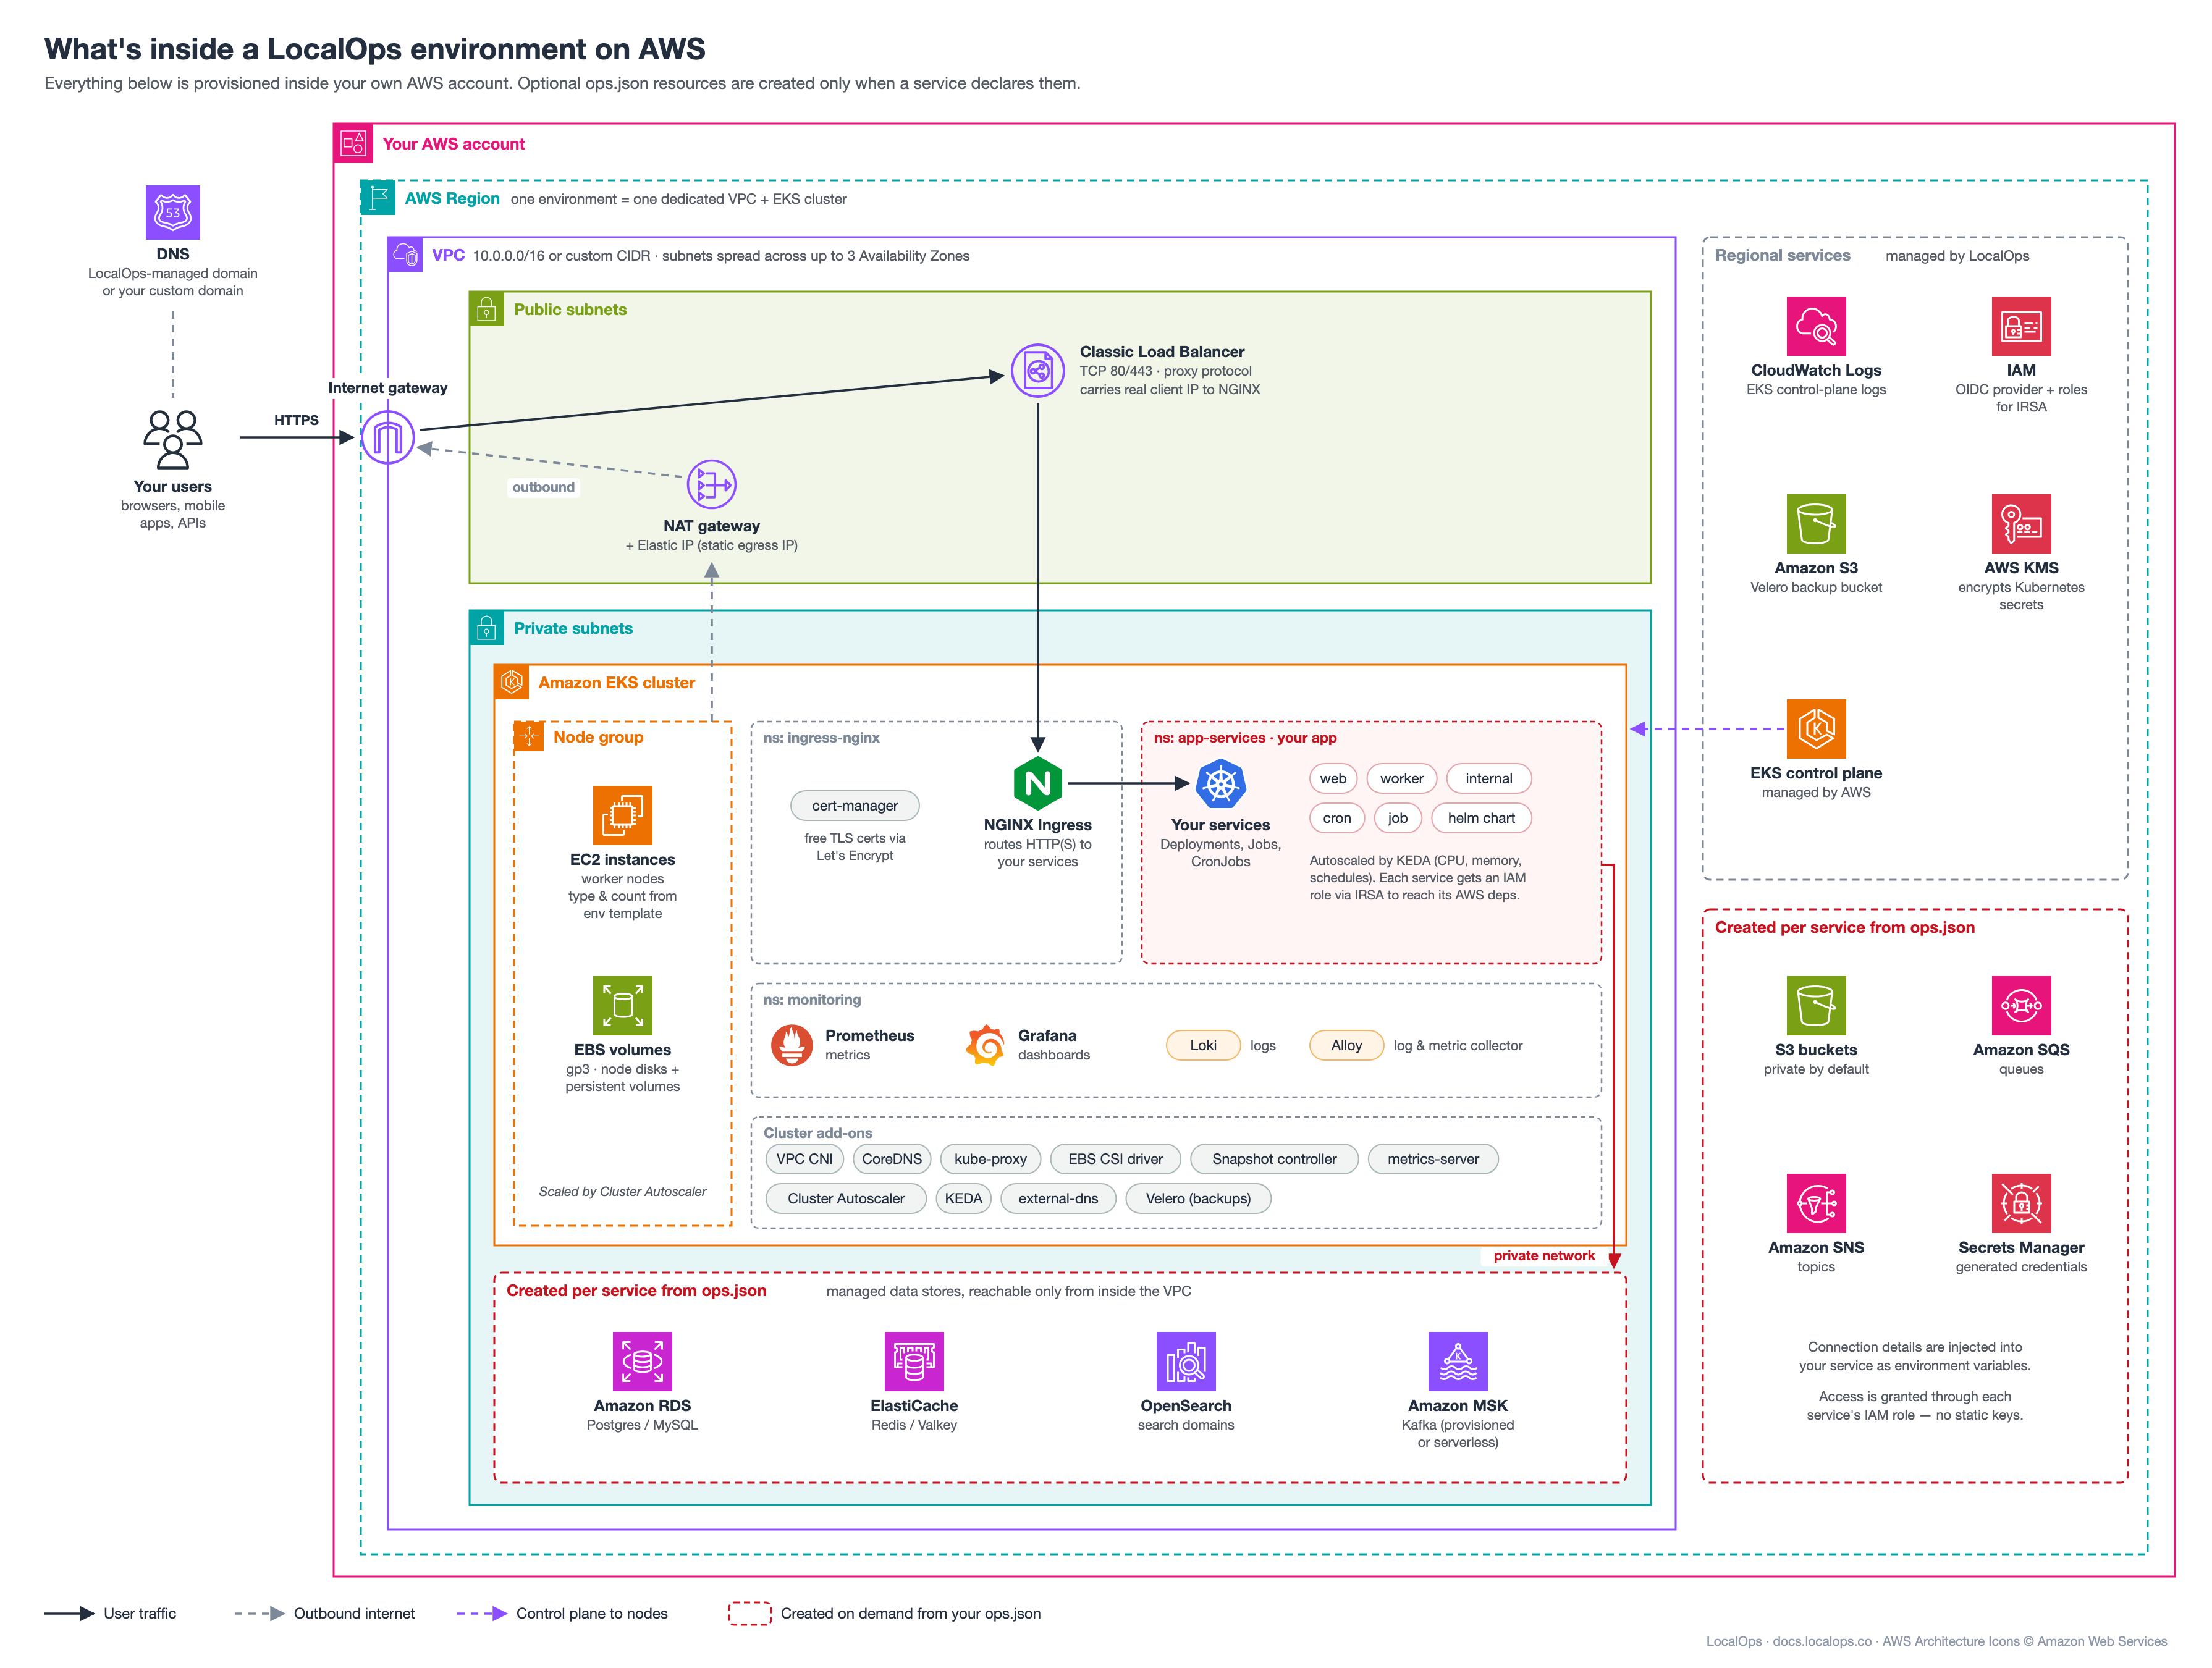 What's inside a LocalOps environment on AWS
Everything below is provisioned inside your own AWS account. Optional ops.json resources are created only when a service declares them.
Your AWS account
AWS Region one environment = one dedicated VPC + EKS cluster
VPC 10.0.0.0/16 or custom CIDR · subnets spread across up to 3 Availability Zones
53
DNS
LocalOps-managed domain
or your custom domain
Internet gateway
HTTPS
Your users
browsers, mobile
apps, APIs
Public subnets
Classic Load Balancer
TCP 80/443 · proxy protocol
carries real client IP to NGINX
outbound
NAT gateway
+ Elastic IP (static egress IP)
Private subnets
Amazon EKS cluster
Node group
EC2 instances
worker nodes
type & count from
env template
EBS volumes
gp3 · node disks +
persistent volumes
Scaled by Cluster Autoscaler
ns: ingress-nginx
cert-manager
free TLS certs via
Let's Encrypt
N
NGINX Ingress
routes HTTP(S) to
your services
ns: app-services · your app
Your services
Deployments, Jobs,
CronJobs
web worker internal
cron job helm chart
Autoscaled by KEDA (CPU, memory,
schedules). Each service gets an IAM
role via IRSA to reach its AWS deps.
ns: monitoring
Prometheus
metrics
Grafana
dashboards
Loki logs
Alloy log & metric collector
Cluster add-ons
VPC CNI CoreDNS kube-proxy EBS CSI driver Snapshot controller metrics-server
Cluster Autoscaler KEDA external-dns Velero (backups)
private network
Created per service from ops.json managed data stores, reachable only from inside the VPC
Amazon RDS
Postgres / MySQL
ElastiCache
Redis / Valkey
OpenSearch
search domains
K
Amazon MSK
Kafka (provisioned
or serverless)
Regional services managed by LocalOps
CloudWatch Logs
EKS control-plane logs
IAM
OIDC provider + roles
for IRSA
Amazon S3
Velero backup bucket
AWS KMS
encrypts Kubernetes
secrets
K
EKS control plane
managed by AWS
Created per service from ops.json
S3 buckets
private by default
Amazon SQS
queues
Amazon SNS
topics
Secrets Manager
generated credentials
Connection details are injected into
your service as environment variables.
Access is granted through each
service's IAM role — no static keys.
User traffic
Outbound internet
Control plane to nodes
Created on demand from your ops.json
LocalOps · docs.localops.co · AWS Architecture Icons © Amazon Web Services